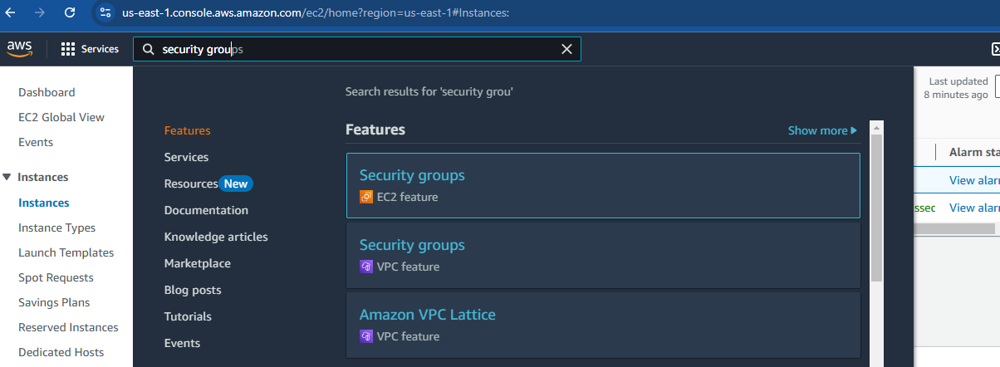 us-east-1.console.aws.amazon.com/ec2/home?region=us-east-1#Instances:
aws
Services
security groups
Dashboard
EC2 Global View
Events
Instances
Instances
Instance Types
Launch Templates
Spot Requests
Savings Plans
Reserved Instances
Dedicated Hosts
Search results for 'security grou'
Features
Services
Resources New
Documentation
Knowledge articles
Marketplace
Blog posts
Tutorials
Events
Features
Show more
Security groups
EC2 feature
Security groups
VPC feature
Amazon VPC Lattice
VPC feature
Last updated
8 minutes ago
Alarm sta
View alarr
ssec View alarr